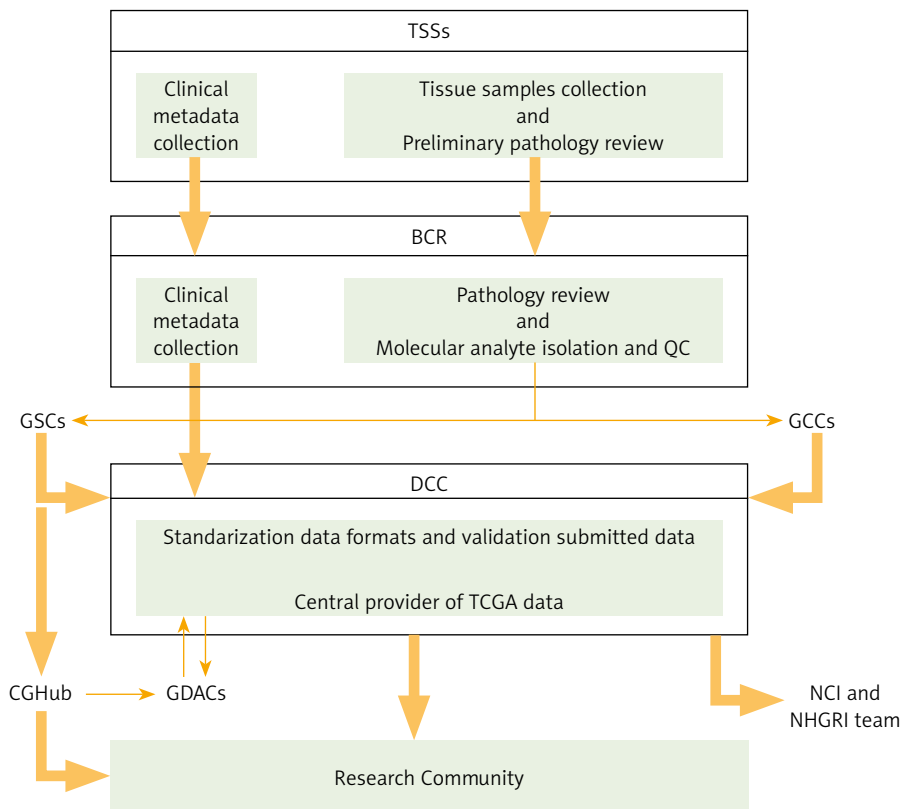 TSSs
Clinical
metadata
collection
Tissue samples collection
and
Preliminary pathology review
BCR
Clinical
metadata
collection
Pathology review
and
Molecular analyte isolation and QC
GSCs
GCCs
DCC
Standarization data formats and validation submitted data
Central provider of TCGA data
CGHub
GDACs
NCI and
NHGRI team
Research Community